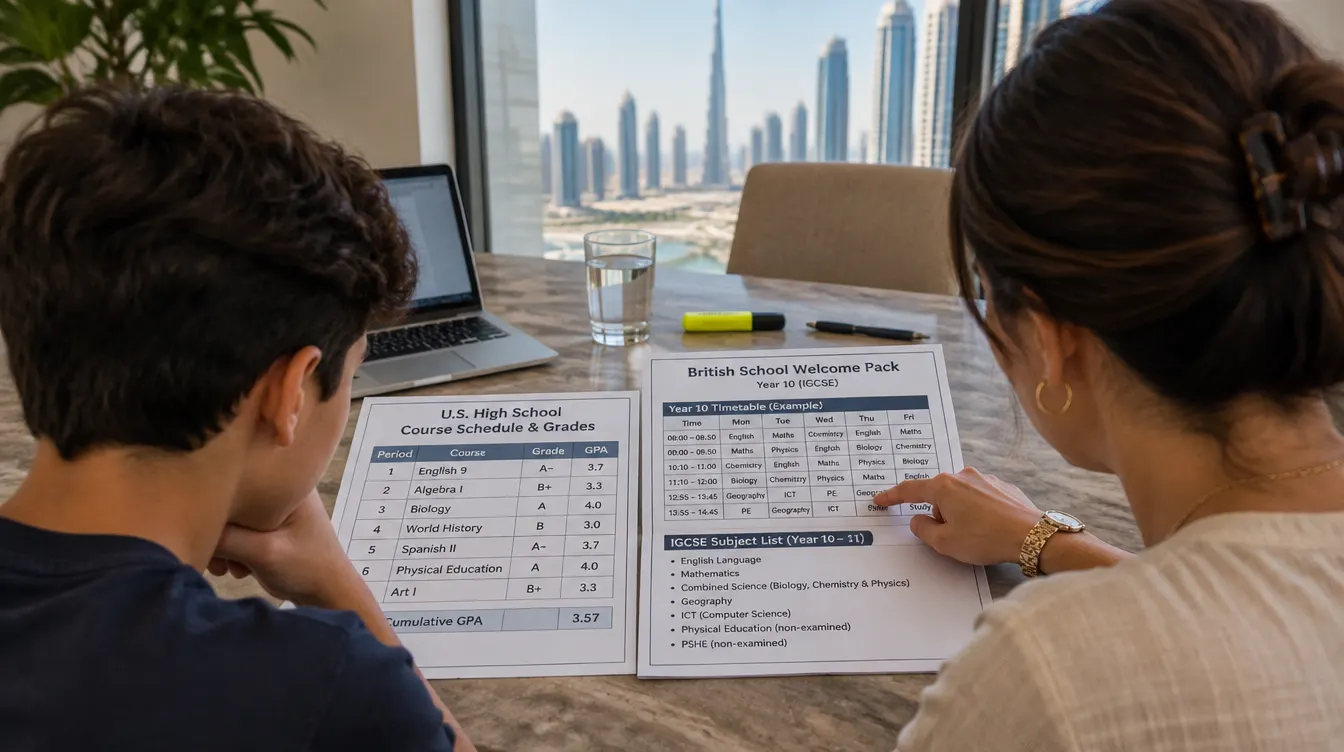 U.S. High School
Course Schedule & Grades
Period Course Grade GPA
1 English 9 A- 3.7
2 Algebra I B+ 3.3
3 Biology A 4.0
4 World History B 3.0
5 Spanish II A- 3.7
6 Physical Education A 4.0
Art I B+ 3.3
Cumulative GPA 3.57
British School Welcome Pack
Year 10 (IGCSE)
Year 10 Timetable (Example)
Time Mon Tue Wed Thu Fri
08:00 – 08.50 English Maths Chemistry English Maths
00:00 – 08.50 Maths Physics English Biology Chemistry
10:10 – 11.00 Chemistry English Maths Physics Biology
11:10 – 12:00 Biology Chemistry Physics Maths English
12:55 – 13:45 Geography ICT PE
13:55 – 14:45 PE Geography ICT Study
IGCSE Subject List (Year 10 – 11)
• English Language
• Mathematics
• Combined Science (Biology, Chemistry & Physics)
• Geography
• ICT (Computer Science)
• Physical Education (non-examined)
• PSHE (non-examined)